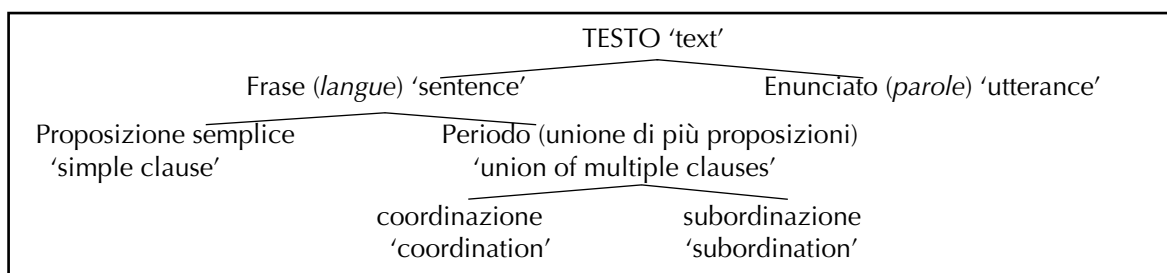 TESTO ‘text’
Frase (langue) ‘sentence’ Enunciato (parole) ‘utterance’
Proposizione semplice Periodo (unione di più proposizioni)
‘simple clause’ ‘union of multiple clauses’
coordinazione subordinazione
‘coordination’ ‘subordination’